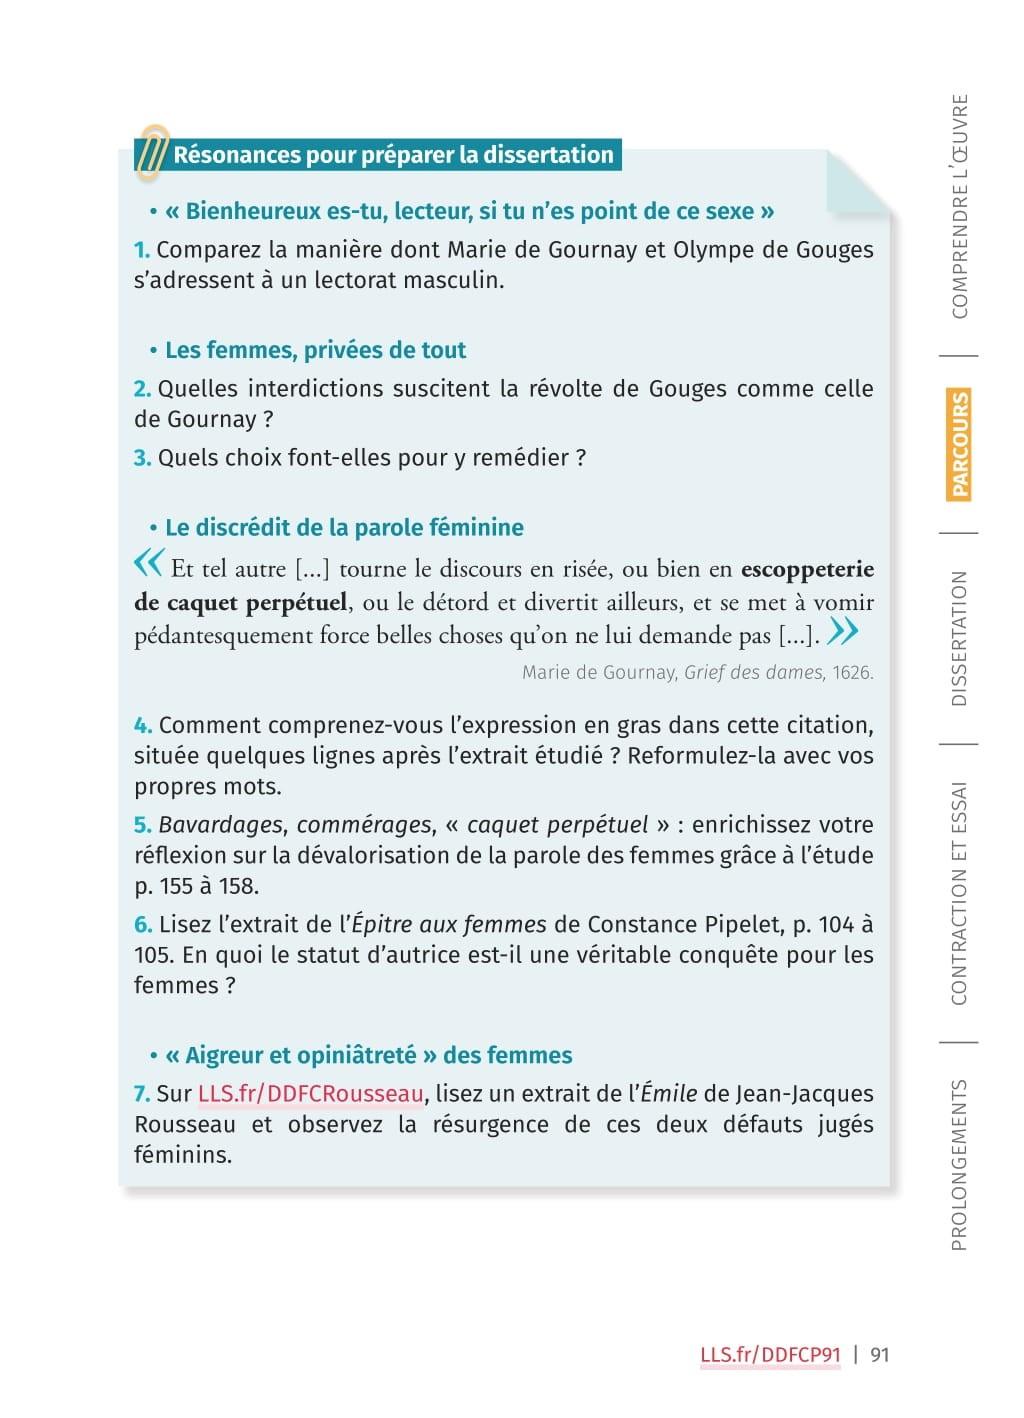 Résonances pour préparer la dissertation
• « Bienheureux es-tu, lecteur, si tu n’es point de ce sexe »
1. Comparez la manière dont Marie de Gournay et Olympe de Gouges
s’adressent à un lectorat masculin.
• Les femmes, privées de tout
2. Quelles interdictions suscitent la révolte de Gouges comme celle
de Gournay ?
3. Quels choix font-elles pour y remédier ?
• Le discrédit de la parole féminine
« Et tel autre [...] tourne le discours en risée, ou bien en escoppeterie
de caquet perpétuel, ou le détord et divertit ailleurs, et se met à vomir
pédantesquement force belles choses qu’on ne lui demande pas [...]. »
Marie de Gournay, Grief des dames, 1626.
4. Comment comprenez-vous l’expression en gras dans cette citation,
située quelques lignes après l’extrait étudié ? Reformulez-la avec vos
propres mots.
5. Bavardages, commérages, « caquet perpétuel » : enrichissez votre
réflexion sur la dévalorisation de la parole des femmes grâce à l’étude
p. 155 à 158.
6. Lisez l’extrait de l’Épitre aux femmes de Constance Pipelet, p. 104 à
105. En quoi le statut d’autrice est-il une véritable conquête pour les
femmes ?
• « Aigreur et opiniâtreté » des femmes
7. Sur LLS.fr/DDFCRousseau, lisez un extrait de l’Émile de Jean-Jacques
Rousseau et observez la résurgence de ces deux défauts jugés
féminins.
COMPRENDRE L’ŒUVRE
PARCOURS
DISSERTATION
CONTRACTION ET ESSAI
PROLONGEMENTS
LLS.fr/DDFCP91 | 91